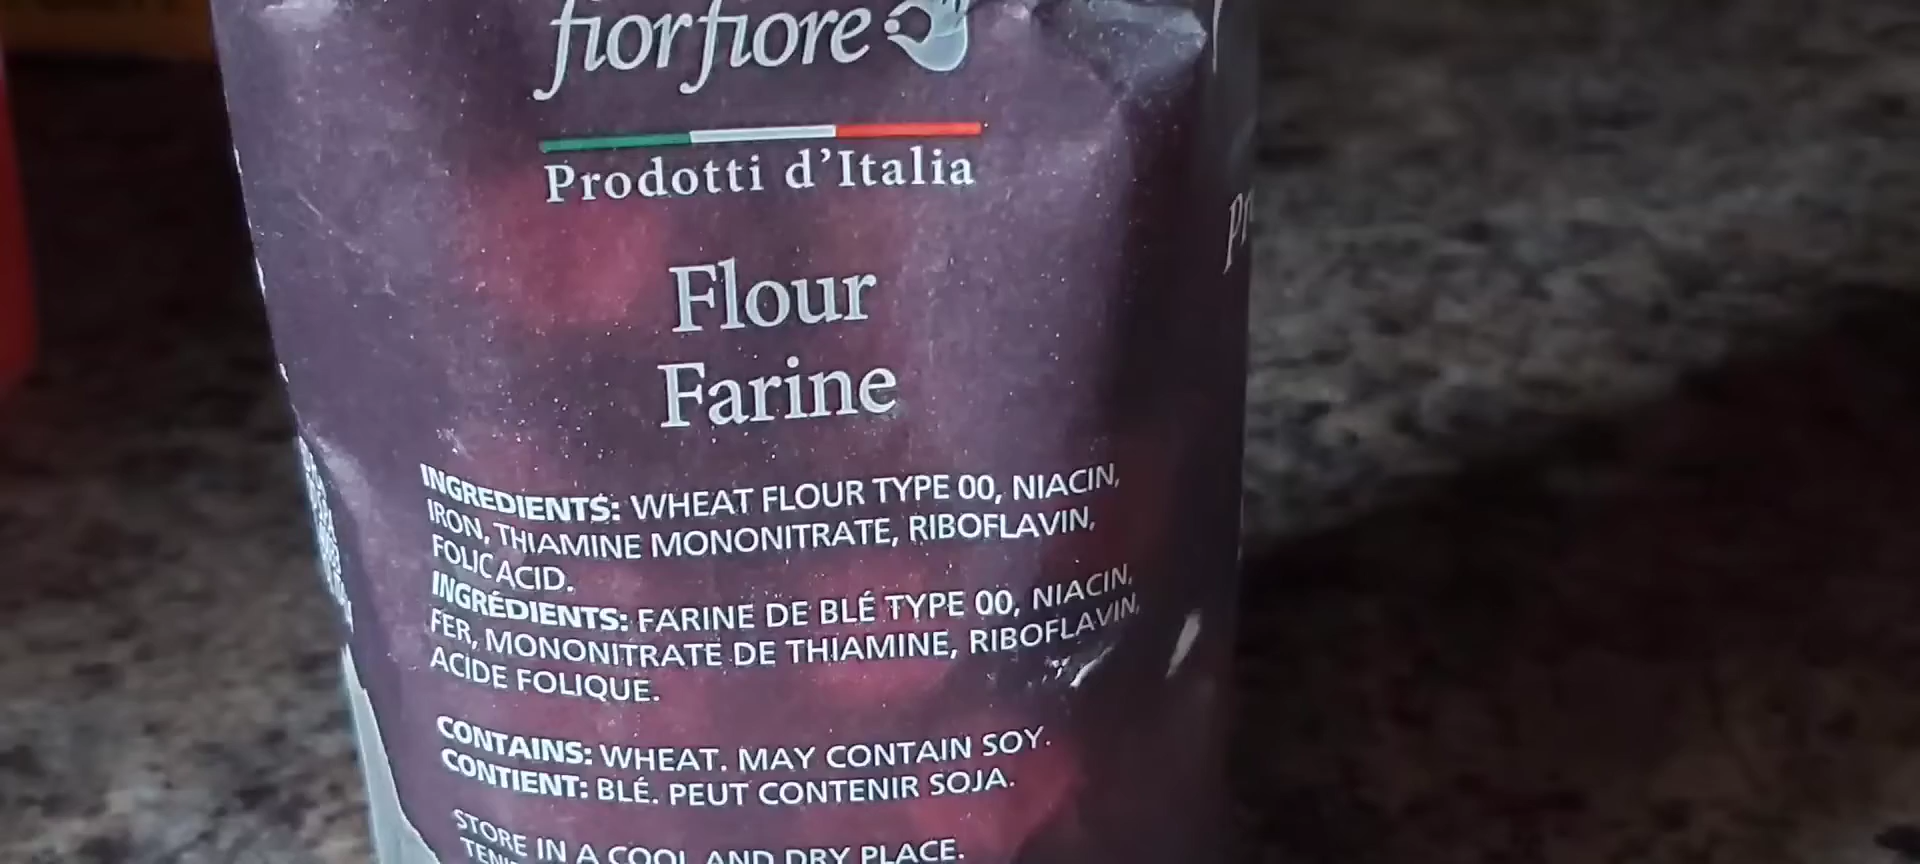 fiorfiore
Prodotti d'Italia
Flour
Farine
INGREDIENTS: WHEAT FLOUR TYPE 00, NIACIN,
IRON, THIAMINE MONONITRATE, RIBOFLAVIN,
FOLIC ACID.
INGRÉDIENTS: FARINE DE BLÉ TYPE 00, NIACIN,
FER, MONONITRATE DE THIAMINE, RIBOFLAVIN,
ACIDE FOLIQUE.
CONTAINS: WHEAT. MAY CONTAIN SOY.
CONTIENT: BLÉ. PEUT CONTENIR SOJA.
STORE IN A COOL AND DRY PLACE.